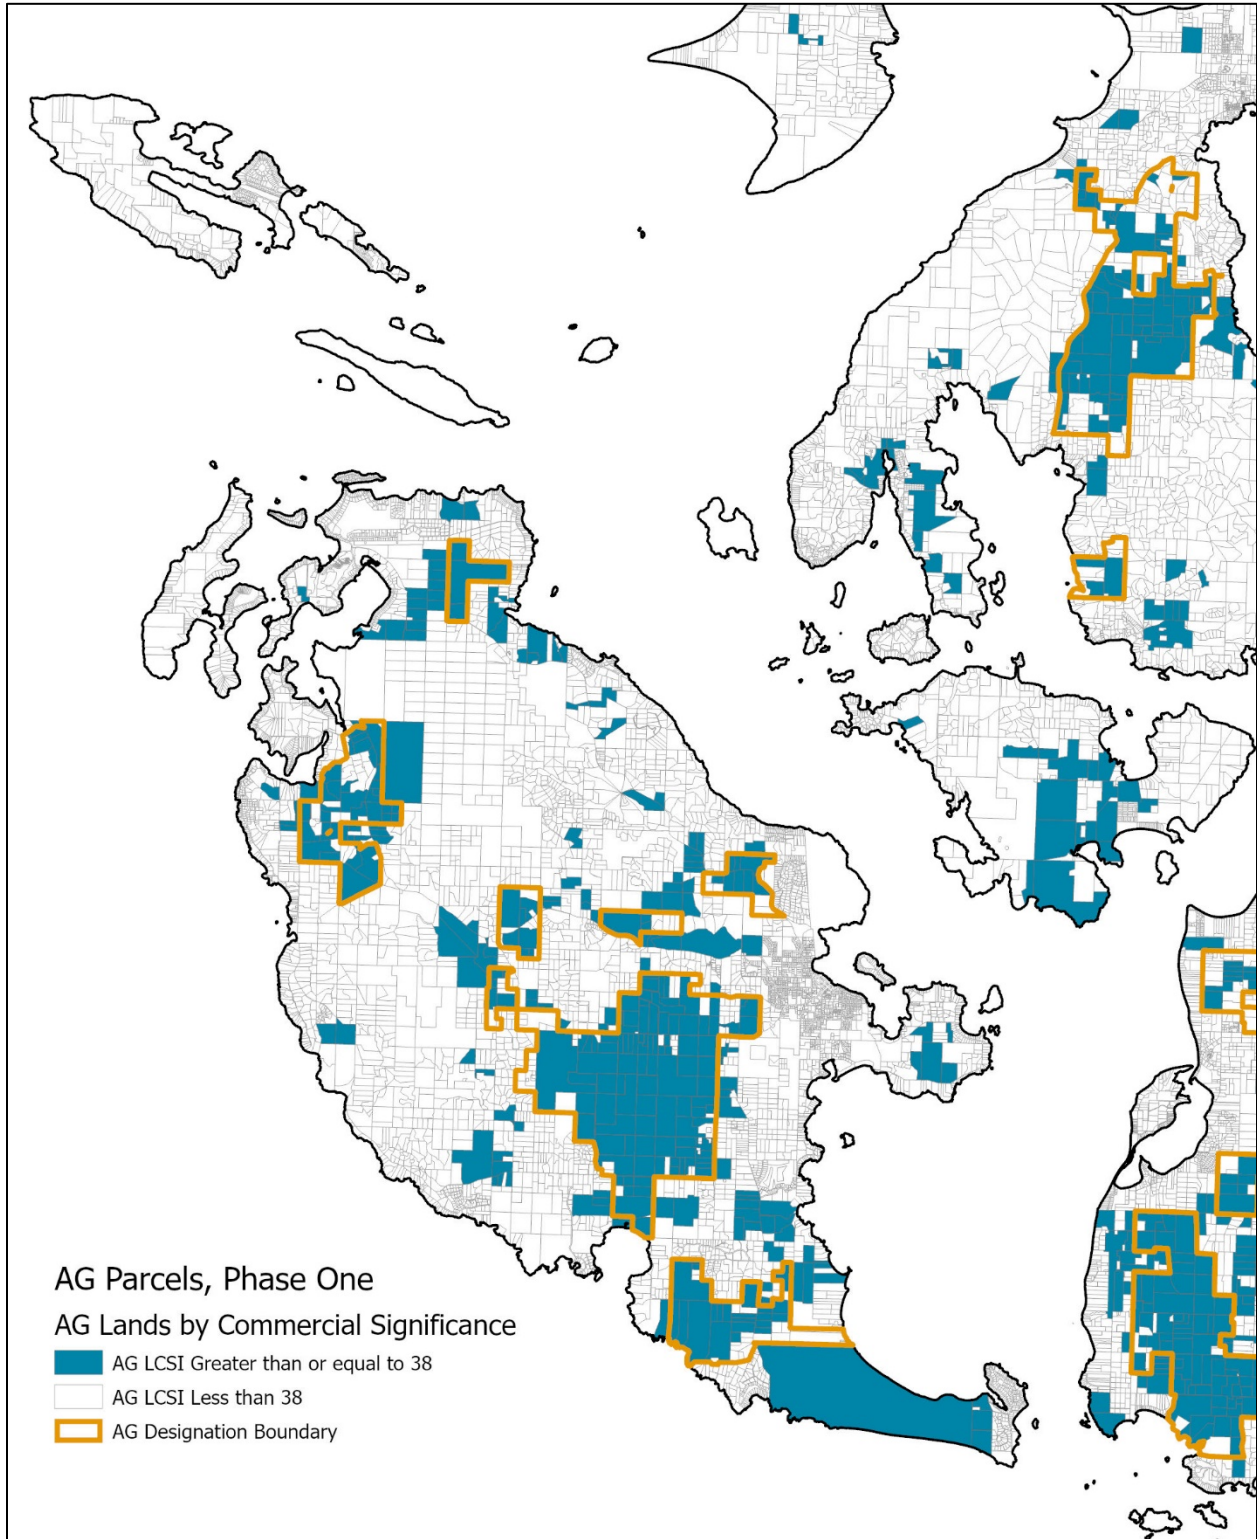 AG Parcels, Phase One
AG Lands by Commercial Significance
AG LCSI Greater than or equal to 38
AG LCSI Less than 38
AG Designation Boundary